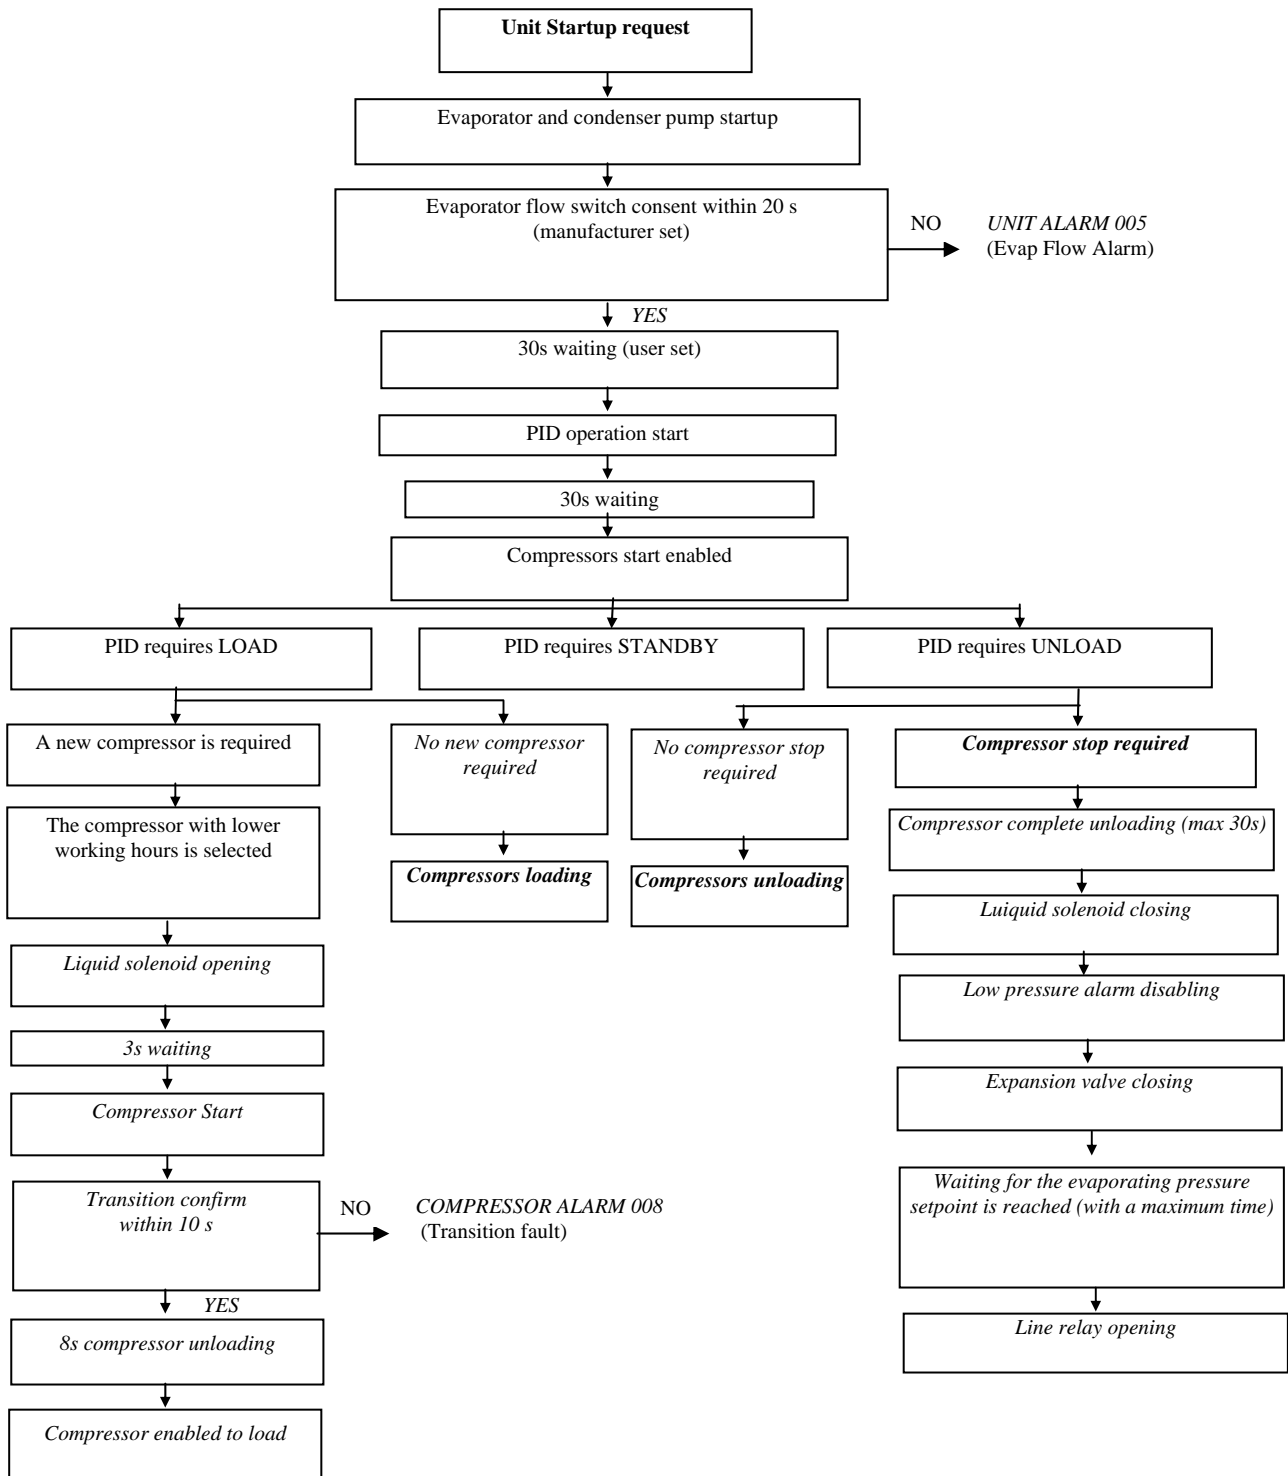 Unit Startup request
Evaporator and condenser pump startup
Evaporator flow switch consent within 20 s
(manufacturer set)
NO
UNIT ALARM 005
(Evap Flow Alarm)
YES
30s waiting (user set)
PID operation start
30s waiting
Compressors start enabled
PID requires LOAD
PID requires STANDBY
PID requires UNLOAD
A new compressor is required
No new compressor
required
No compressor stop
required
Compressor stop required
The compressor with lower
working hours is selected
Compressors loading
Compressors unloading
Compressor complete unloading (max 30s)
Luiquid solenoid closing
Liquid solenoid opening
Low pressure alarm disabling
3s waiting
Expansion valve closing
Compressor Start
Transition confirm
within 10 s
NO
COMPRESSOR ALARM 008
(Transition fault)
Waiting for the evaporating pressure
setpoint is reached (with a maximum time)
YES
8s compressor unloading
Line relay opening
Compressor enabled to load